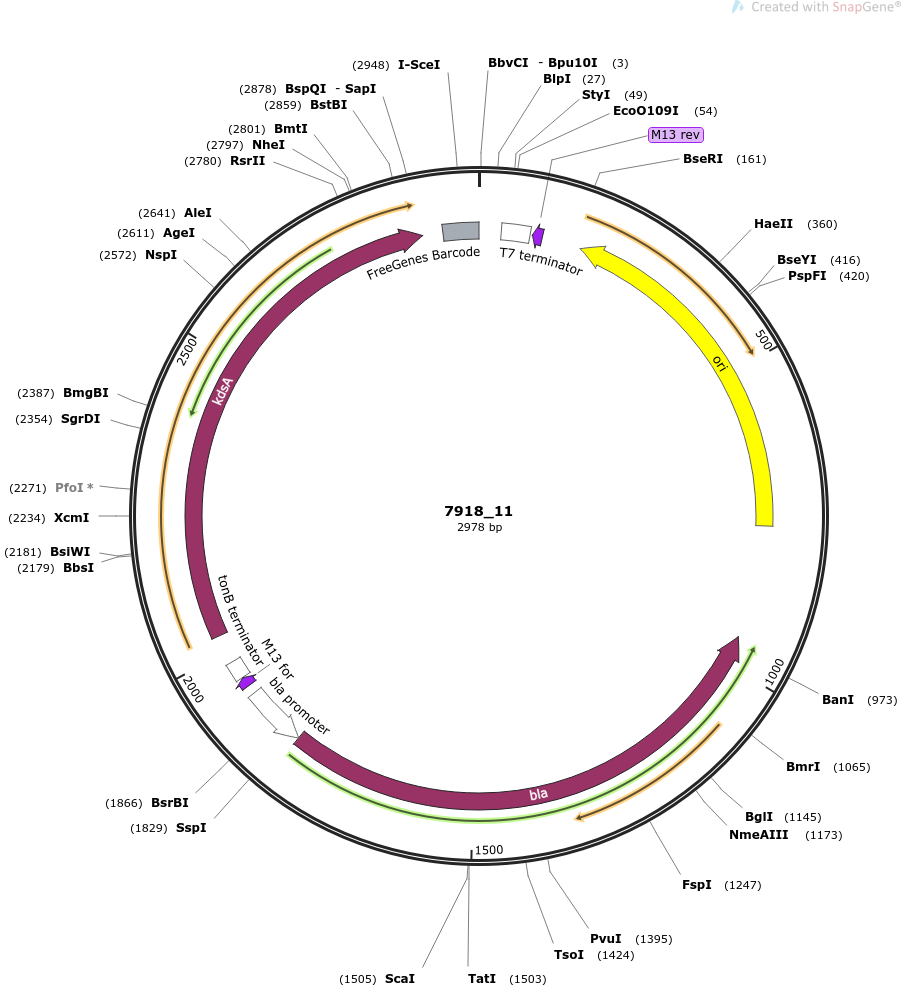 Created with SnapGene®
(2948) I-SceI
BbvCI - Bpu10I (3)
BlpI (27)
StyI (49)
EcoO109I (54)
M13 rev
BseRI (161)
(2878) BspQI - SapI
(2859) BstBI
(2801) BmtI
(2797) NheI
(2780) RsrII
(2641) AleI
(2611) AgeI
(2572) NspI
HaeII (360)
BseYI (416)
PspFI (420)
FreeGenes Barcode
T7 terminator
500
ori
2500
kdsA
(2387) BmgBI
(2354) SgrDI
(2271) PfoI *
(2234) XcmI
(2181) BsiWI
(2179) BbsI
7918_11
2978 bp
tonB terminator
M13 for
bla promoter
2000
1000
BanI (973)
BmrI (1065)
BglI (1145)
NmeAIII (1173)
bla
(1866) BsrBI
(1829) SspI
1500
FspI (1247)
PvuI (1395)
TsoI (1424)
(1505) ScaI
TatI (1503)